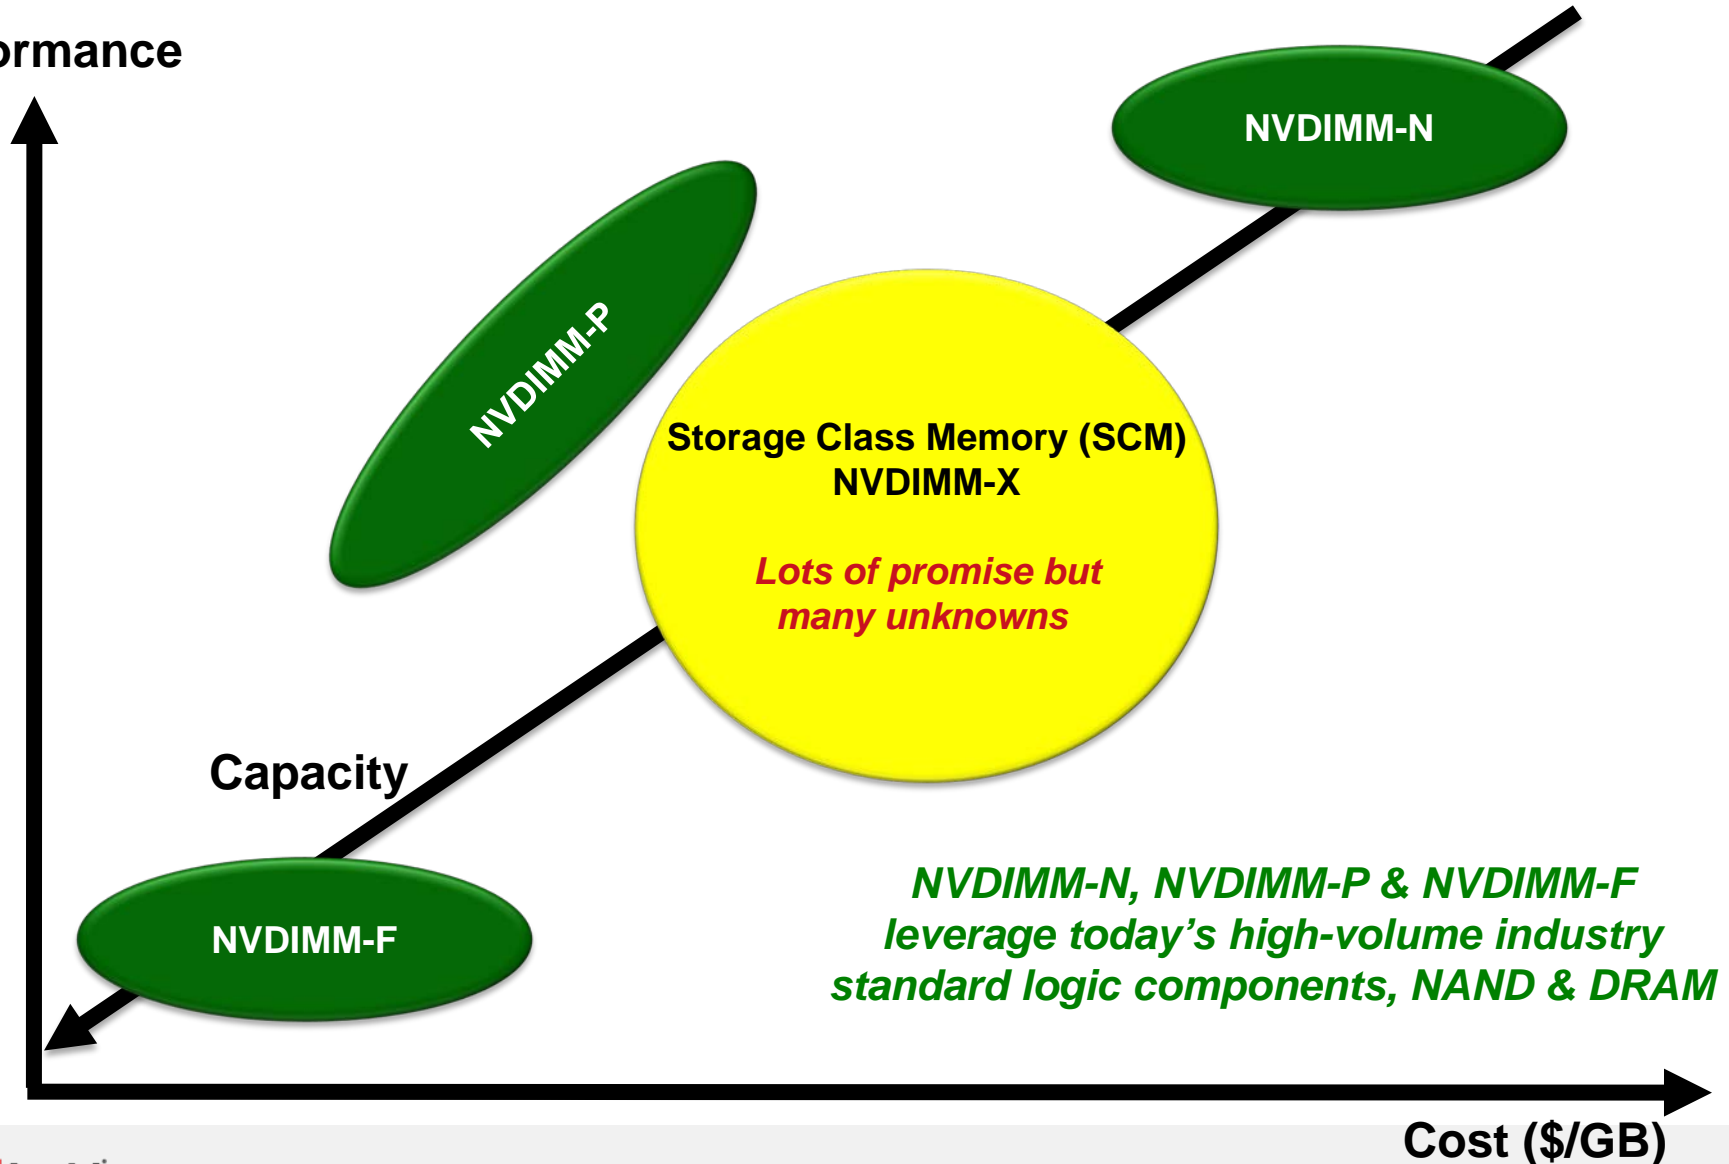 ormance
NVDIMM-N
NVDIMM-P
Storage Class Memory (SCM)
NVDIMM-X
Lots of promise but
many unknowns
Capacity
NVDIMM-F
NVDIMM-N, NVDIMM-P & NVDIMM-F
leverage today’s high-volume industry
standard logic components, NAND & DRAM
Cost ($/GB)